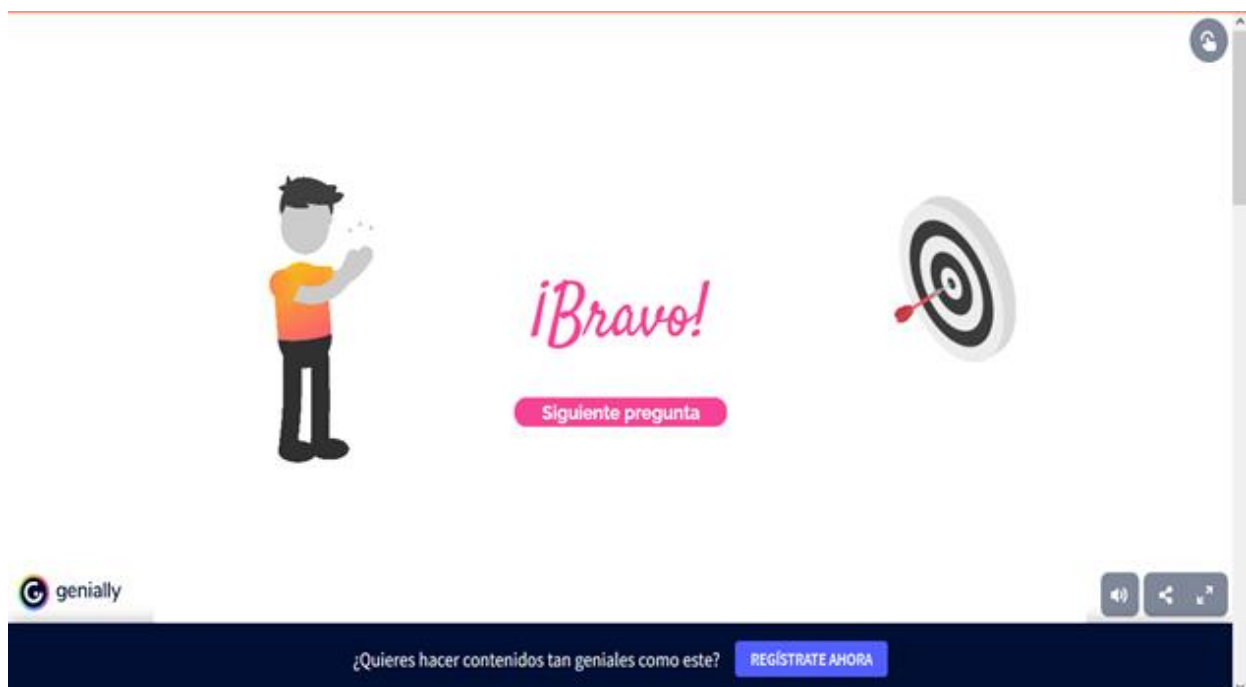 ¡Bravo!
Siguiente pregunta
genially
¿Quieres hacer contenidos tan geniales como este? REGÍSTRATE AHORA